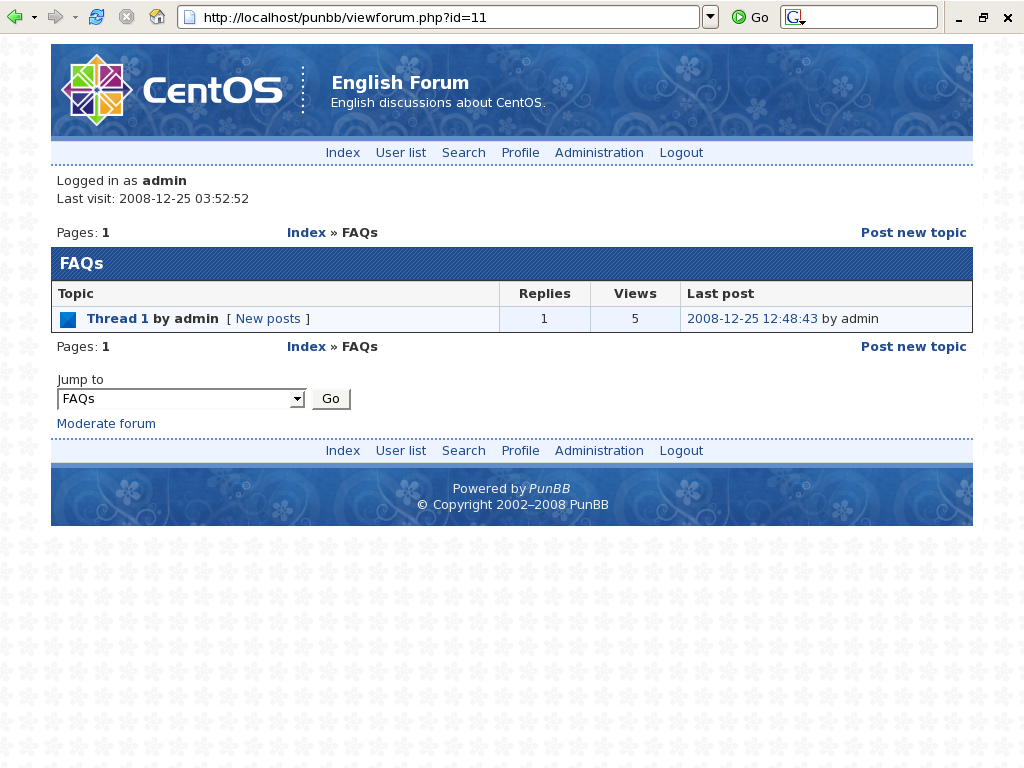 http://localhost/punbb/viewforum.php?id=11 Go G
CentOS
English Forum
English discussions about CentOS.
Index User list Search Profile Administration Logout
Logged in as admin
Last visit: 2008-12-25 03:52:52
Pages: 1 Index » FAQs Post new topic
FAQs
Topic Replies Views Last post
Thread 1 by admin [ New posts ] 1 5 2008-12-25 12:48:43 by admin
Pages: 1 Index » FAQs Post new topic
Jump to
FAQs Go
Moderate forum
Index User list Search Profile Administration Logout
Powered by PunBB
© Copyright 2002–2008 PunBB